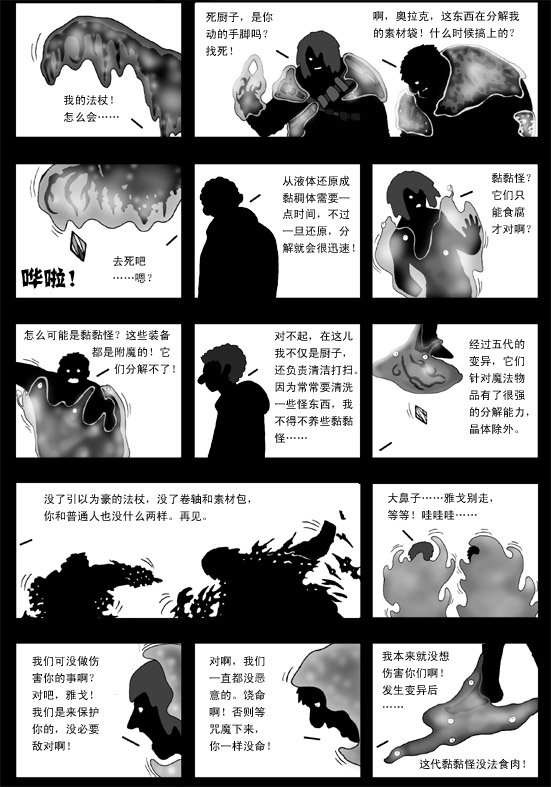 我的法杖！
怎么会……
死厨子，是你
动的手脚吗？
找死！
啊，奥拉克，这东西在分解我
的素材袋！什么时候搞上的？
去死吧
……嗯？
哗啦！
从液体还原成
黏稠体需要一
点时间，不过
一旦还原，分
解就会很迅速！
黏黏怪？
它们只
能食腐
才对啊？
怎么可能是黏黏怪？这些装备
都是附魔的！它
们分解不了！
对不起，在这儿
我不仅是厨子，
还负责清洁打扫。
因为常常要清洗
一些怪东西，我
不得不养些黏黏
怪……
经过五代的
变异，它们
针对魔法物
品有了很强
的分解能力，
晶体除外。
没了引以为豪的法杖，没了卷轴和素材包，
你和普通人也没什么两样。再见。
大鼻子……雅戈别走，
等等！哇哇哇……
我们可没做伤
害你的事啊？
对吧，雅戈！
我们是来保护
你的，没必要
敌对啊！
对啊，我们
一直都没恶
意的。饶命
啊！否则等
咒魔下来，
你一样没命！
我本来就没想
伤害你们啊！
发生变异后
……
这代黏黏怪没法食肉！